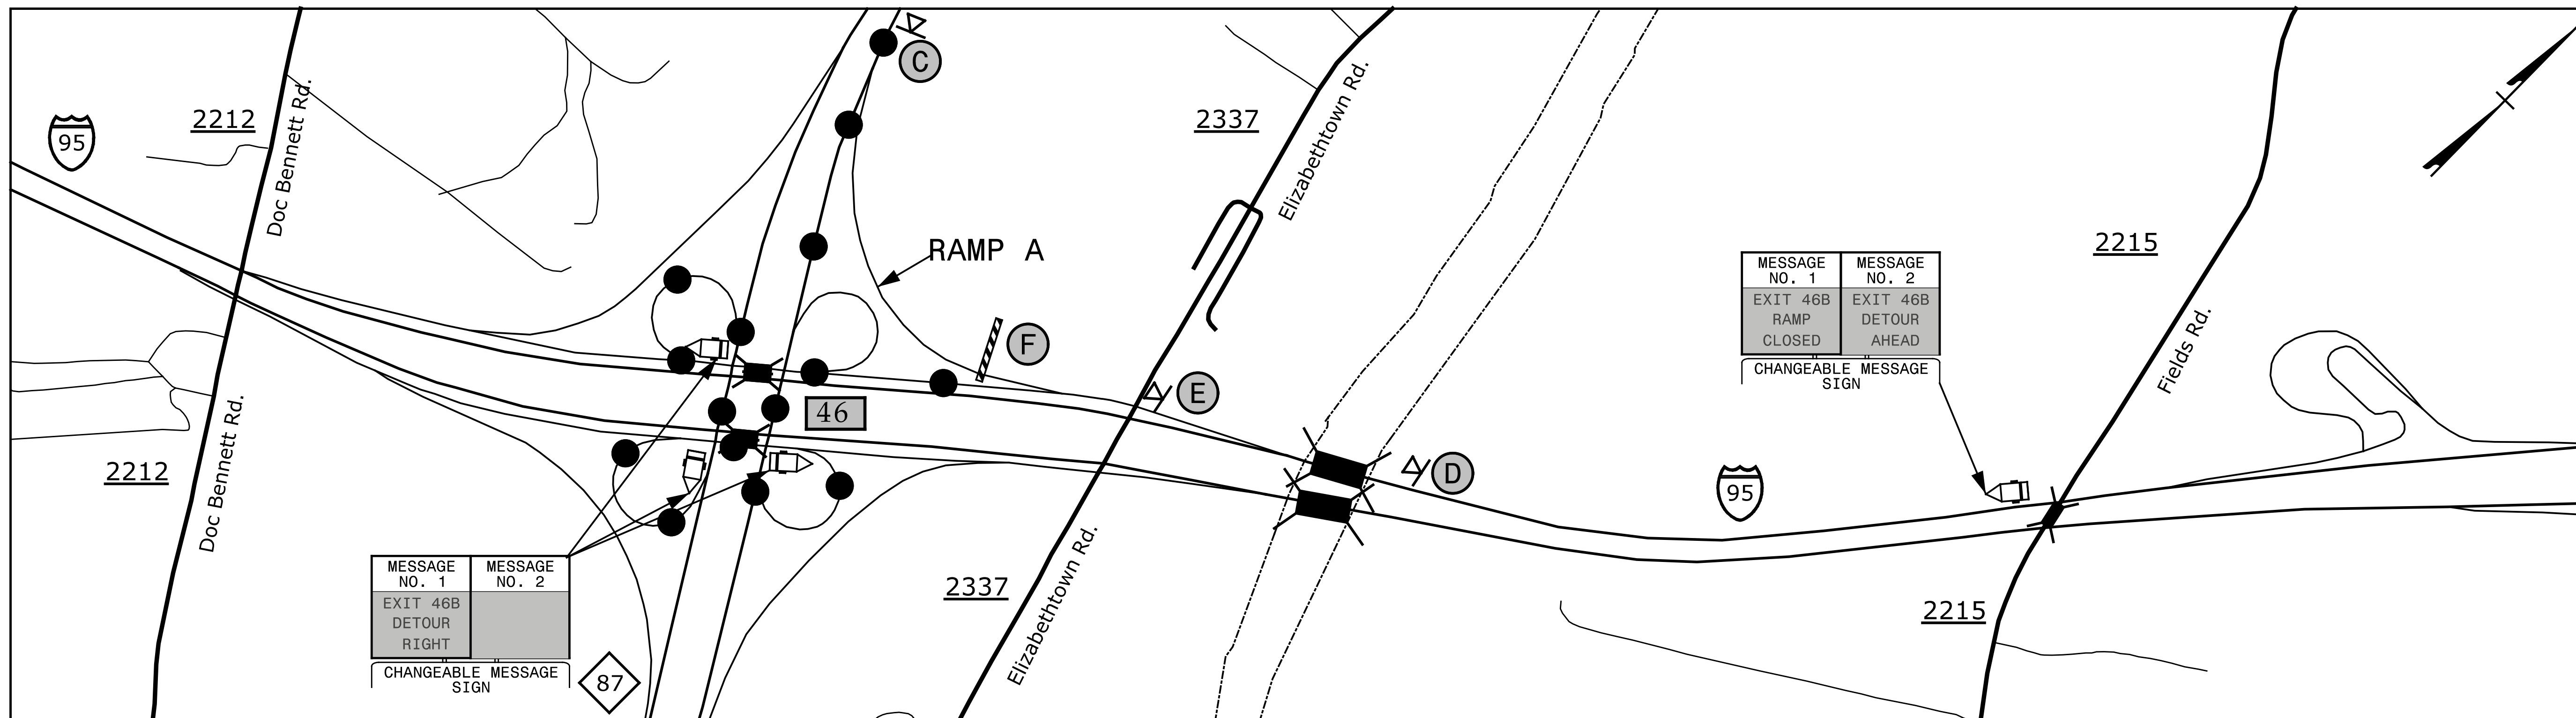 C
2212
Doc Bennett Rd.
95
2337
Elizabethtown Rd.
RAMP A
2215
MESSAGE NO. 1
MESSAGE NO. 2
EXIT 46B
RAMP
CLOSED
EXIT 46B
DETOUR
AHEAD
CHANGEABLE MESSAGE
SIGN
Fields Rd.
F
E
46
D
95
2212
Doc Bennett Rd.
MESSAGE NO. 1
MESSAGE NO. 2
EXIT 46B
DETOUR
RIGHT
CHANGEABLE MESSAGE
SIGN
87
2337
Elizabethtown Rd.
2215